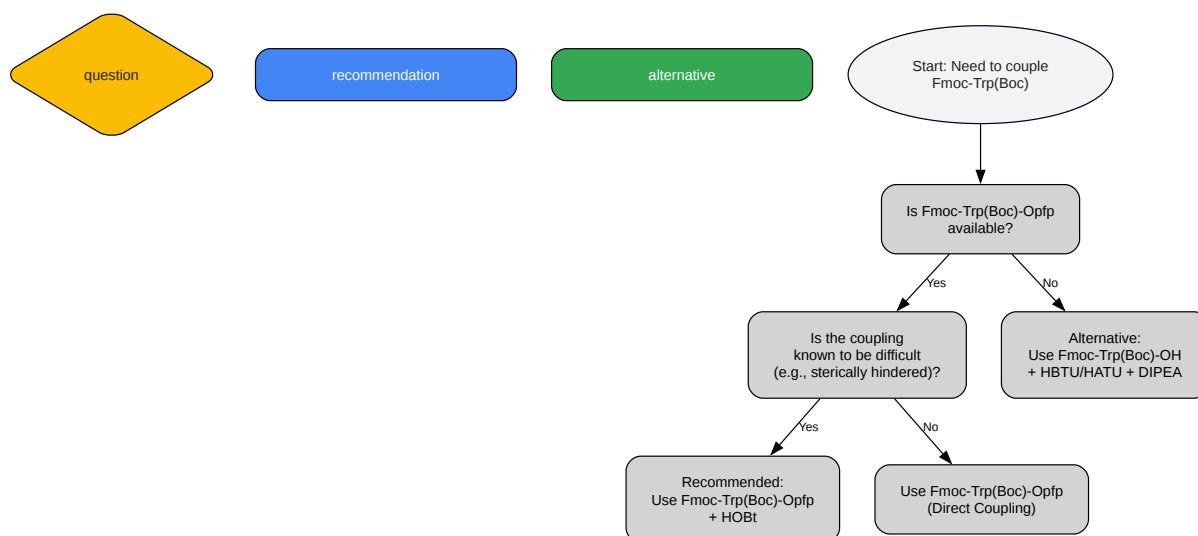 question
recommendation
alternative
Start: Need to couple
Fmoc-Trp(Boc)
Is Fmoc-Trp(Boc)-Opfp
available?
Yes
No
Is the coupling
known to be difficult
(e.g., sterically hindered)?
Alternative:
Use Fmoc-Trp(Boc)-OH
+ HBTU/HATU + DIPEA
Yes
No
Recommended:
Use Fmoc-Trp(Boc)-Opfp
+ HOBt
Use Fmoc-Trp(Boc)-Opfp
(Direct Coupling)